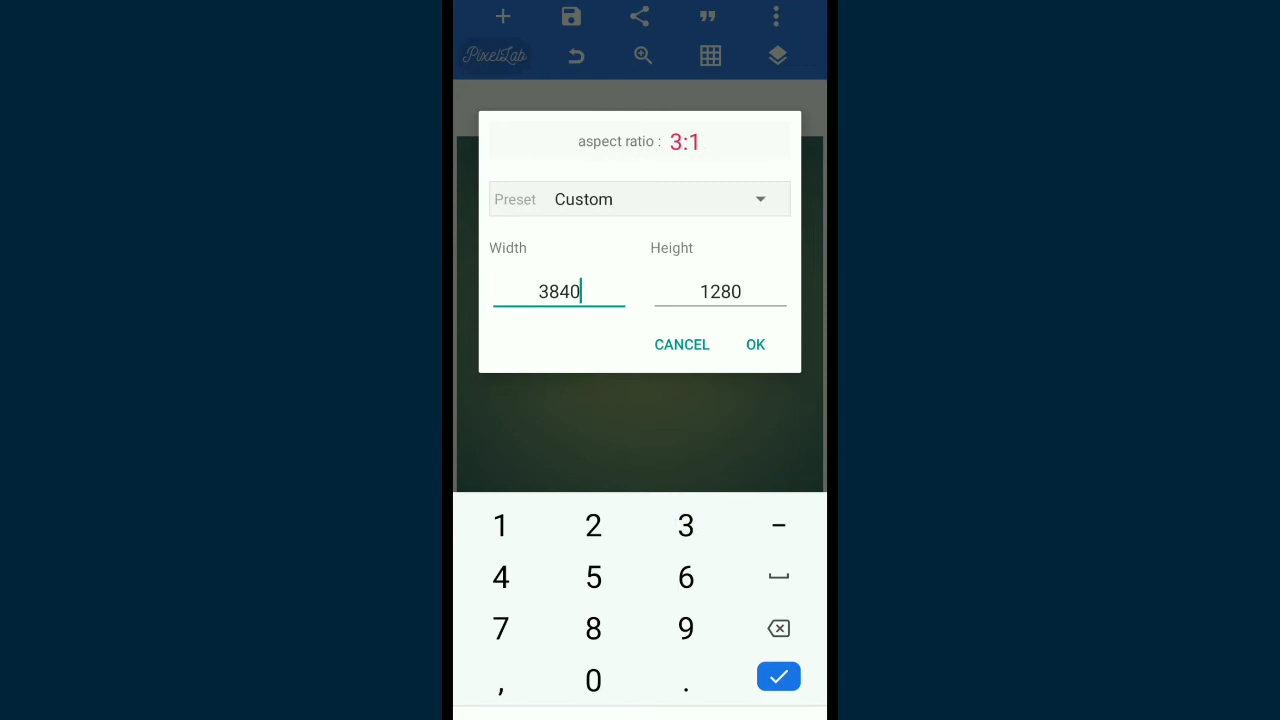 PixelLab
aspect ratio : 3:1
Preset Custom
Width Height
3840 1280
CANCEL OK
1 2 3 -
4 5 6
7 8 9
, 0 .